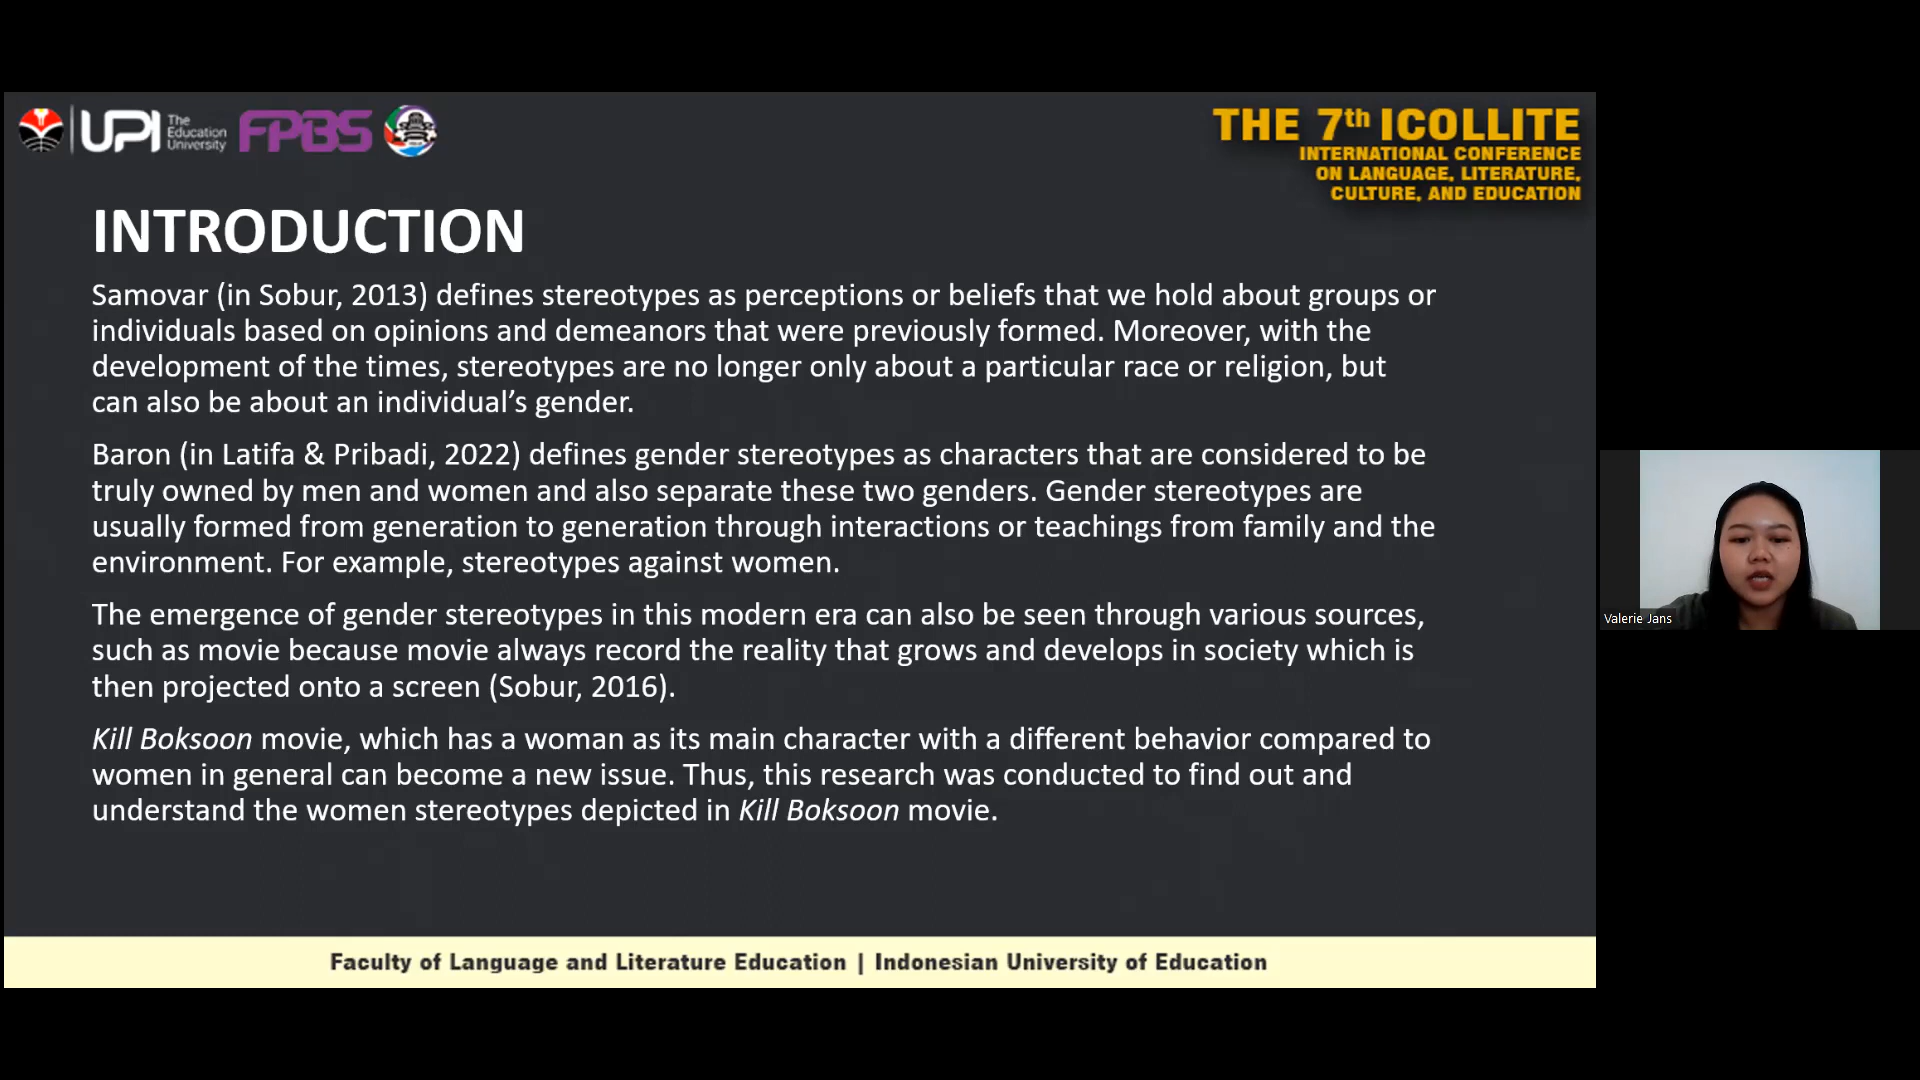 UPI The
Education
University FPBS
THE 7th ICOLLITE
INTERNATIONAL CONFERENCE
ON LANGUAGE, LITERATURE,
CULTURE, AND EDUCATION
INTRODUCTION
Samovar (in Sobur, 2013) defines stereotypes as perceptions or beliefs that we hold about groups or
individuals based on opinions and demeanors that were previously formed. Moreover, with the
development of the times, stereotypes are no longer only about a particular race or religion, but
can also be about an individual’s gender.
Baron (in Latifa & Pribadi, 2022) defines gender stereotypes as characters that are considered to be
truly owned by men and women and also separate these two genders. Gender stereotypes are
usually formed from generation to generation through interactions or teachings from family and the
environment. For example, stereotypes against women.
The emergence of gender stereotypes in this modern era can also be seen through various sources,
such as movie because movie always record the reality that grows and develops in society which is
then projected onto a screen (Sobur, 2016).
Kill Boksoon movie, which has a woman as its main character with a different behavior compared to
women in general can become a new issue. Thus, this research was conducted to find out and
understand the women stereotypes depicted in Kill Boksoon movie.
Faculty of Language and Literature Education | Indonesian University of Education
Valerie Jans